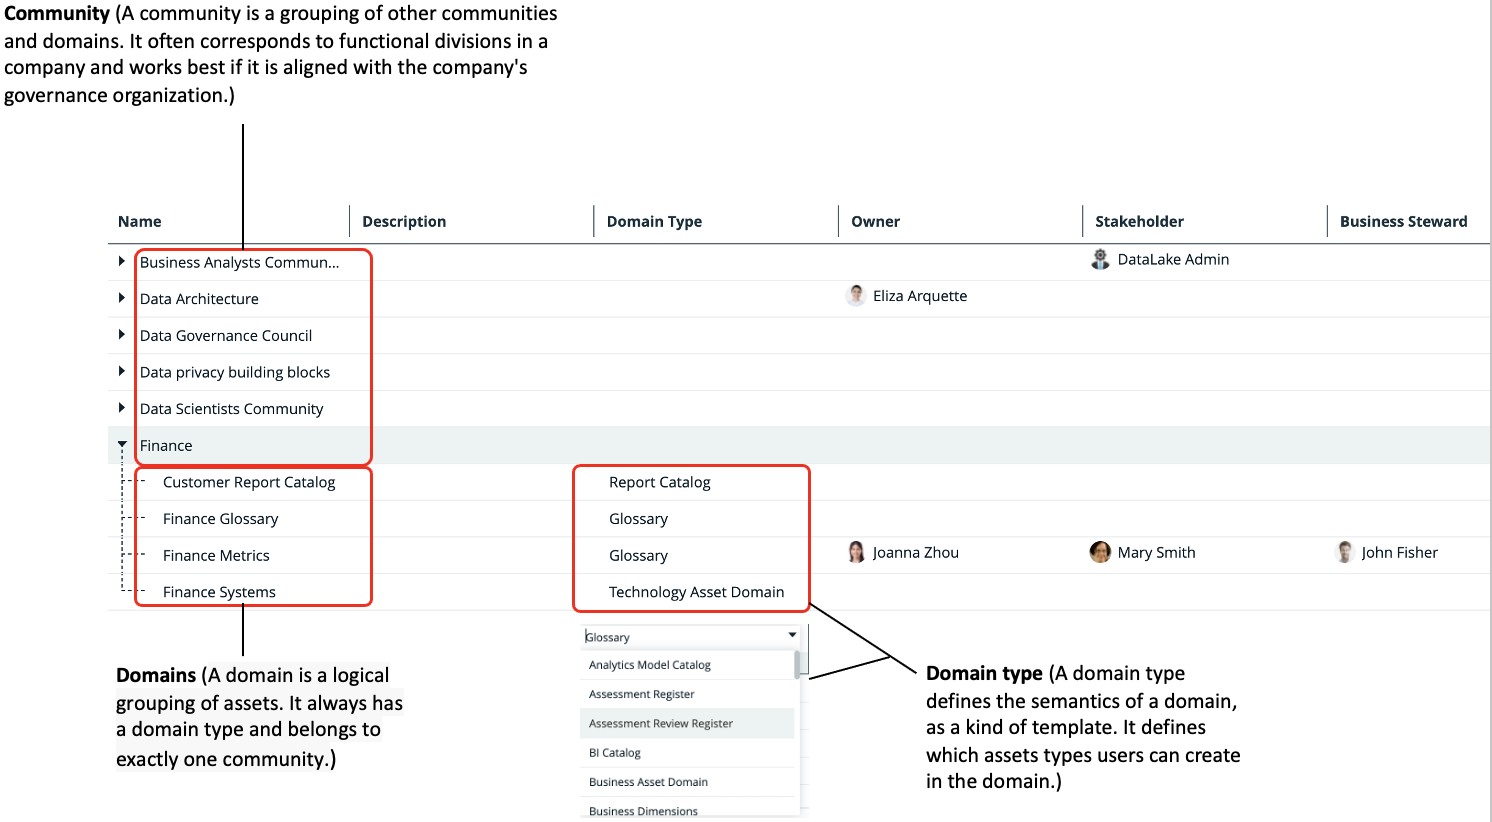 Community (A community is a grouping of other communities
and domains. It often corresponds to functional divisions in a
company and works best if it is aligned with the company's
governance organization.)
Name Description Domain Type Owner Stakeholder Business Steward
Business Analysts Commun... DataLake Admin
Data Architecture Eliza Arquette
Data Governance Council
Data privacy building blocks
Data Scientists Community
Finance
Customer Report Catalog Report Catalog
Finance Glossary Glossary
Finance Metrics Glossary Joanna Zhou Mary Smith John Fisher
Finance Systems Technology Asset Domain
Domains (A domain is a logical
grouping of assets. It always has
a domain type and belongs to
exactly one community.)
Glossary
Analytics Model Catalog
Assessment Register
Assessment Review Register
BI Catalog
Business Asset Domain
Business Dimensions
Domain type (A domain type
defines the semantics of a domain,
as a kind of template. It defines
which assets types users can create
in the domain.)